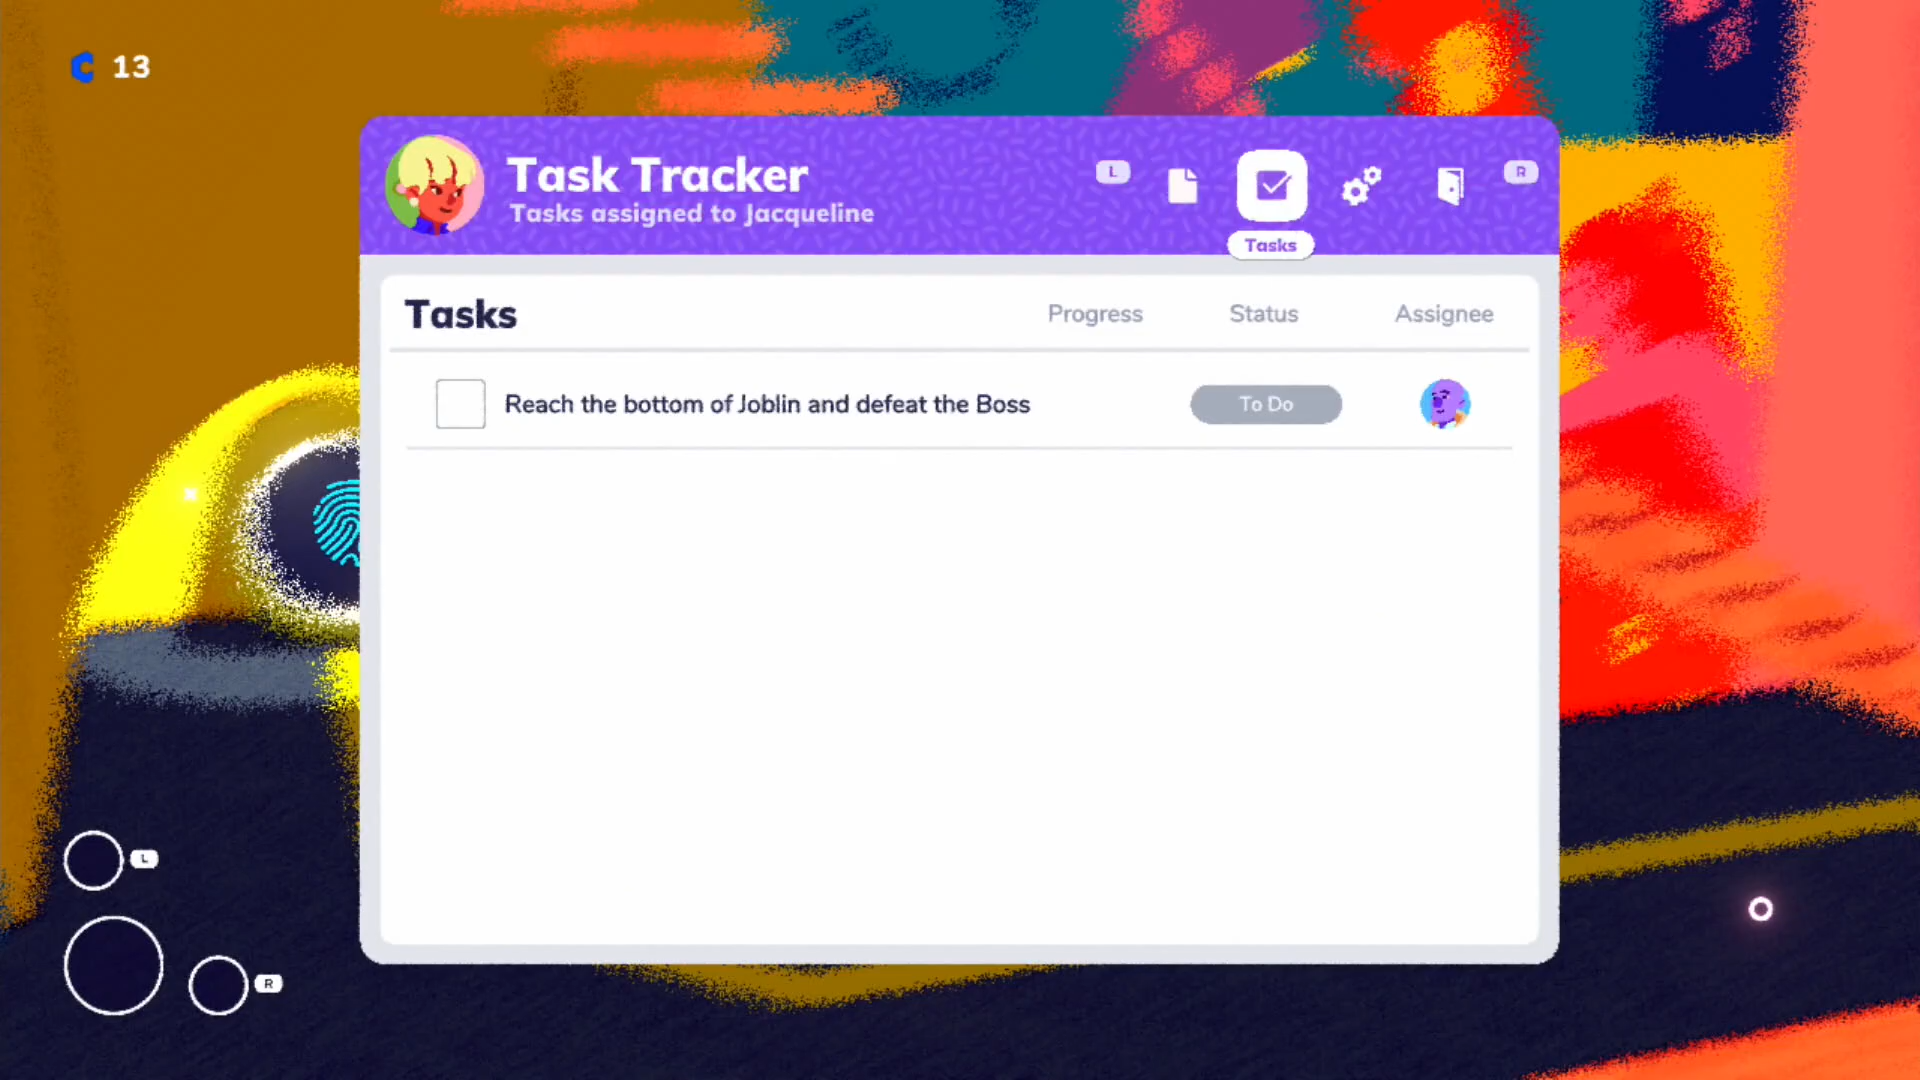 13
Task Tracker
Tasks assigned to Jacqueline
L
R
Tasks
Tasks
Progress
Status
Assignee
Reach the bottom of Joblin and defeat the Boss
To Do
L
R